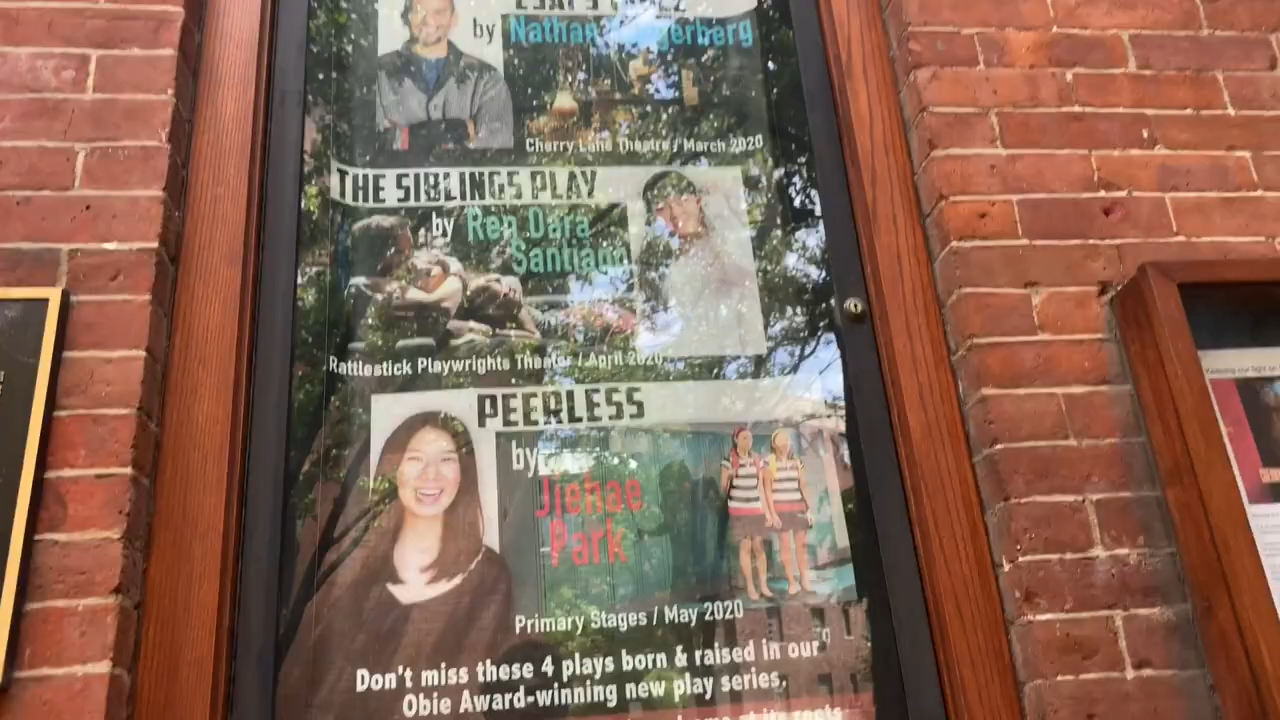 by Nathan
Cherry Lane Theatre / March 2020
THE SIBLINGS PLAY
by Ren Dara
Santiago
Rattlestick Playwrights Theater / April 2020
PEERLESS
by
Jiehae
Park
Primary Stages / May 2020
Don't miss these 4 plays born & raised in our
Obie Award-winning new play series,